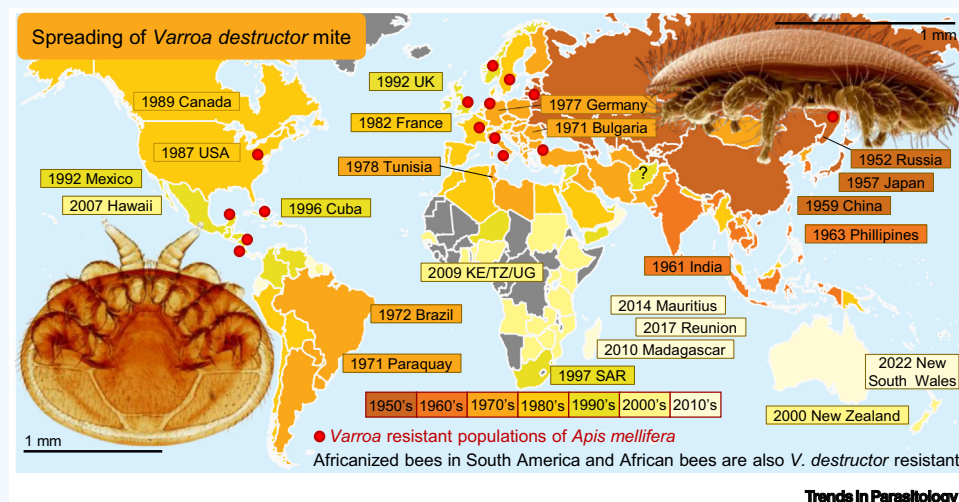 Spreading of Varroa destructor mite
1 mm
1992 UK
1989 Canada
1977 Germany
1982 France
1971 Bulgaria
1987 USA
1978 Tunisia
?
1952 Russia
1992 Mexico
1957 Japan
2007 Hawaii
1996 Cuba
1959 China
1963 Phillipines
1961 India
2009 KE/TZ/UG
2014 Mauritius
1972 Brazil
2017 Reunion
2010 Madagascar
1971 Paraquay
2022 New
South Wales
1997 SAR
1950's 1960's 1970's 1980's 1990's 2000's 2010's
2000 New Zealand
1 mm
Varroa resistant populations of Apis mellifera
Africanized bees in South America and African bees are also V. destructor resistant
Trends in Parasitology